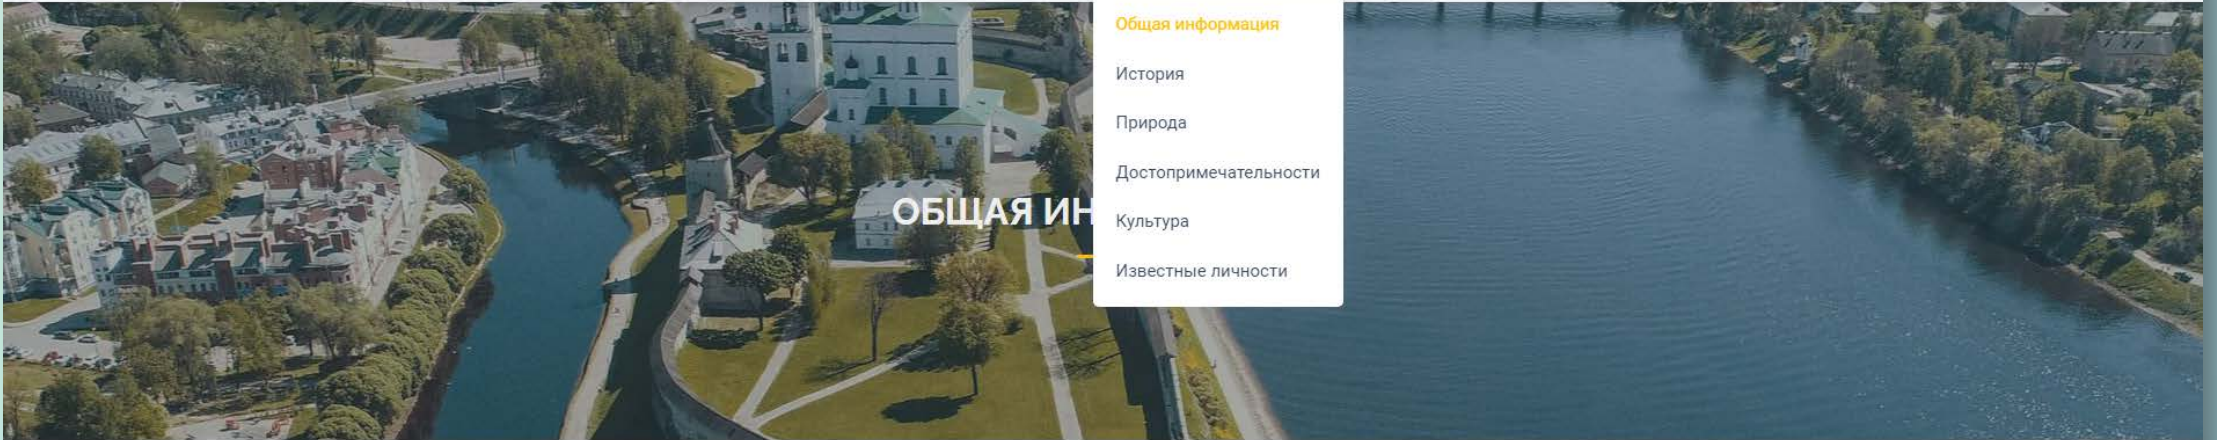 Общая информация
История
Природа
Достопримечательности
Культура
Известные личности
ОБЩАЯ ИН